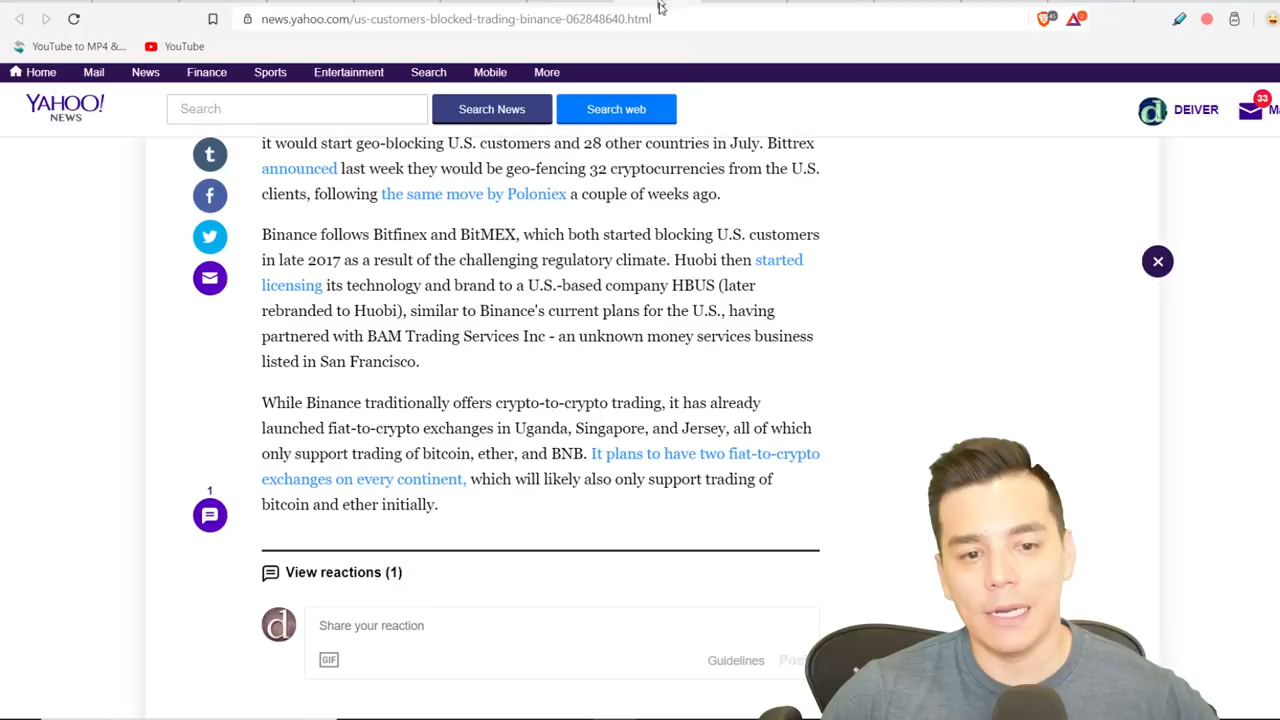 news.yahoo.com/us-customers-blocked-trading-binance-062848640.html
45
2
YouTube to MP4 &...
YouTube
Home
Mail
News
Finance
Sports
Entertainment
Search
Mobile
More
YAHOO!
NEWS
Search
Search News
Search web
d
DEIVER
33
it would start geo-blocking U.S. customers and 28 other countries in July. Bittrex
announced last week they would be geo-fencing 32 cryptocurrencies from the U.S.
clients, following the same move by Poloniex a couple of weeks ago.
Binance follows Bitfinex and BitMEX, which both started blocking U.S. customers
in late 2017 as a result of the challenging regulatory climate. Huobi then started
licensing its technology and brand to a U.S.-based company HBUS (later
rebranded to Huobi), similar to Binance's current plans for the U.S., having
partnered with BAM Trading Services Inc - an unknown money services business
listed in San Francisco.
While Binance traditionally offers crypto-to-crypto trading, it has already
launched fiat-to-crypto exchanges in Uganda, Singapore, and Jersey, all of which
only support trading of bitcoin, ether, and BNB. It plans to have two fiat-to-crypto
exchanges on every continent, which will likely also only support trading of
bitcoin and ether initially.
1
View reactions (1)
d
Share your reaction
GIF
Guidelines